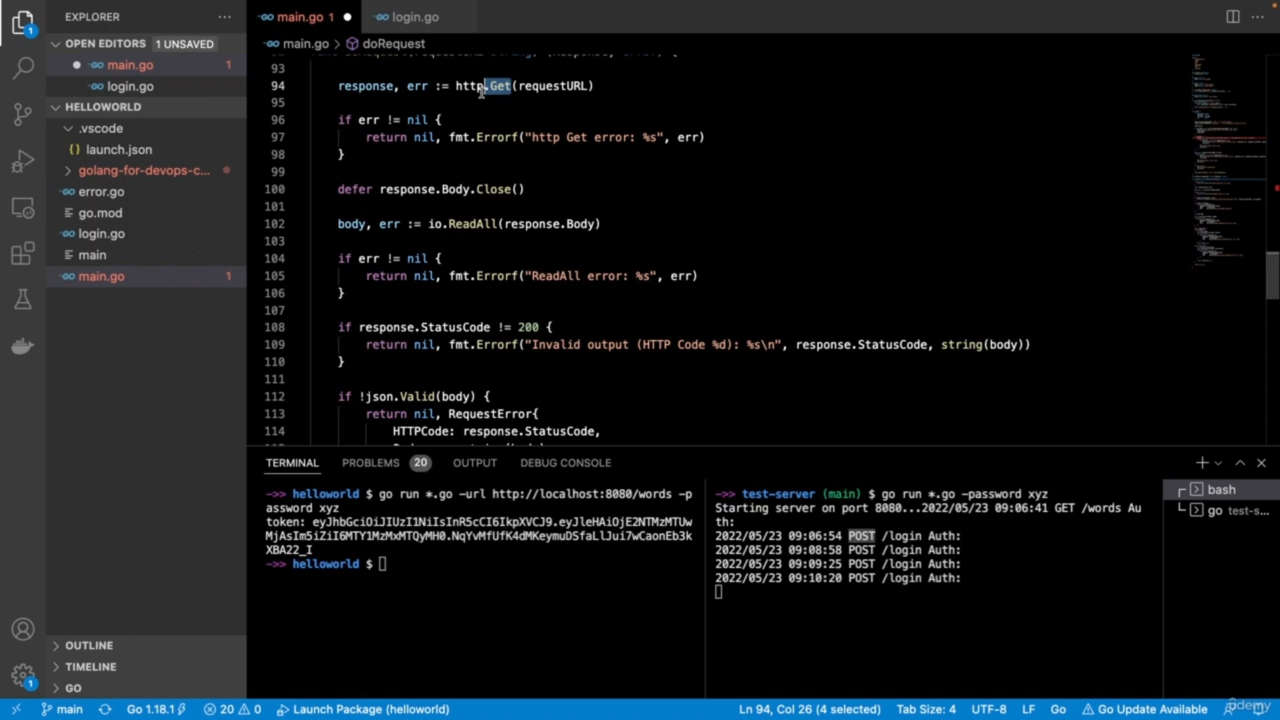 EXPLORER
main.go 1
login.go
OPEN EDITORS 1 UNSAVED
main.go > doRequest
main.go 1
login.go
HELLOWORLD
.vscode
launch.json
golang-for-devops-c...
error.go
go.mod
login.go
main
main.go 1
93
94 response, err := http.Get(requestURL)
95
96 if err != nil {
97 return nil, fmt.Errorf("http Get error: %s", err)
98 }
99
100 defer response.Body.Close()
101
102 body, err := io.ReadAll(response.Body)
103
104 if err != nil {
105 return nil, fmt.Errorf("ReadAll error: %s", err)
106 }
107
108 if response.StatusCode != 200 {
109 return nil, fmt.Errorf("Invalid output (HTTP Code %d): %s\n", response.StatusCode, string(body))
110 }
111
112 if !json.Valid(body) {
113 return nil, RequestError{
114 HTTPCode: response.StatusCode,
TERMINAL PROBLEMS 20 OUTPUT DEBUG CONSOLE
->> helloworld $ go run *.go -url http://localhost:8080/words -p
assword xyz
token: eyJhbGciOiJIUzI1NiIsInR5cCI6IkpXVCJ9.eyJleHAiOjE2NTMzMTUw
MjAsIm5iZiI6MTY1MzMxMTQyMH0.NqYvMfUfK4dMKeymuDSfaLlJui7wCaonEb3k
XBA22_I
->> helloworld $
->> test-server (main) $ go run *.go -password xyz
Starting server on port 8080...2022/05/23 09:06:41 GET /words Au
th:
2022/05/23 09:06:54 POST /login Auth:
2022/05/23 09:08:58 POST /login Auth:
2022/05/23 09:09:25 POST /login Auth:
2022/05/23 09:10:20 POST /login Auth:
bash
go test-s...
OUTLINE
TIMELINE
GO
main Go 1.18.1 20 0 Launch Package (helloworld) Ln 94, Col 26 (4 selected) Tab Size: 4 UTF-8 LF Go Go Update Available
udemy